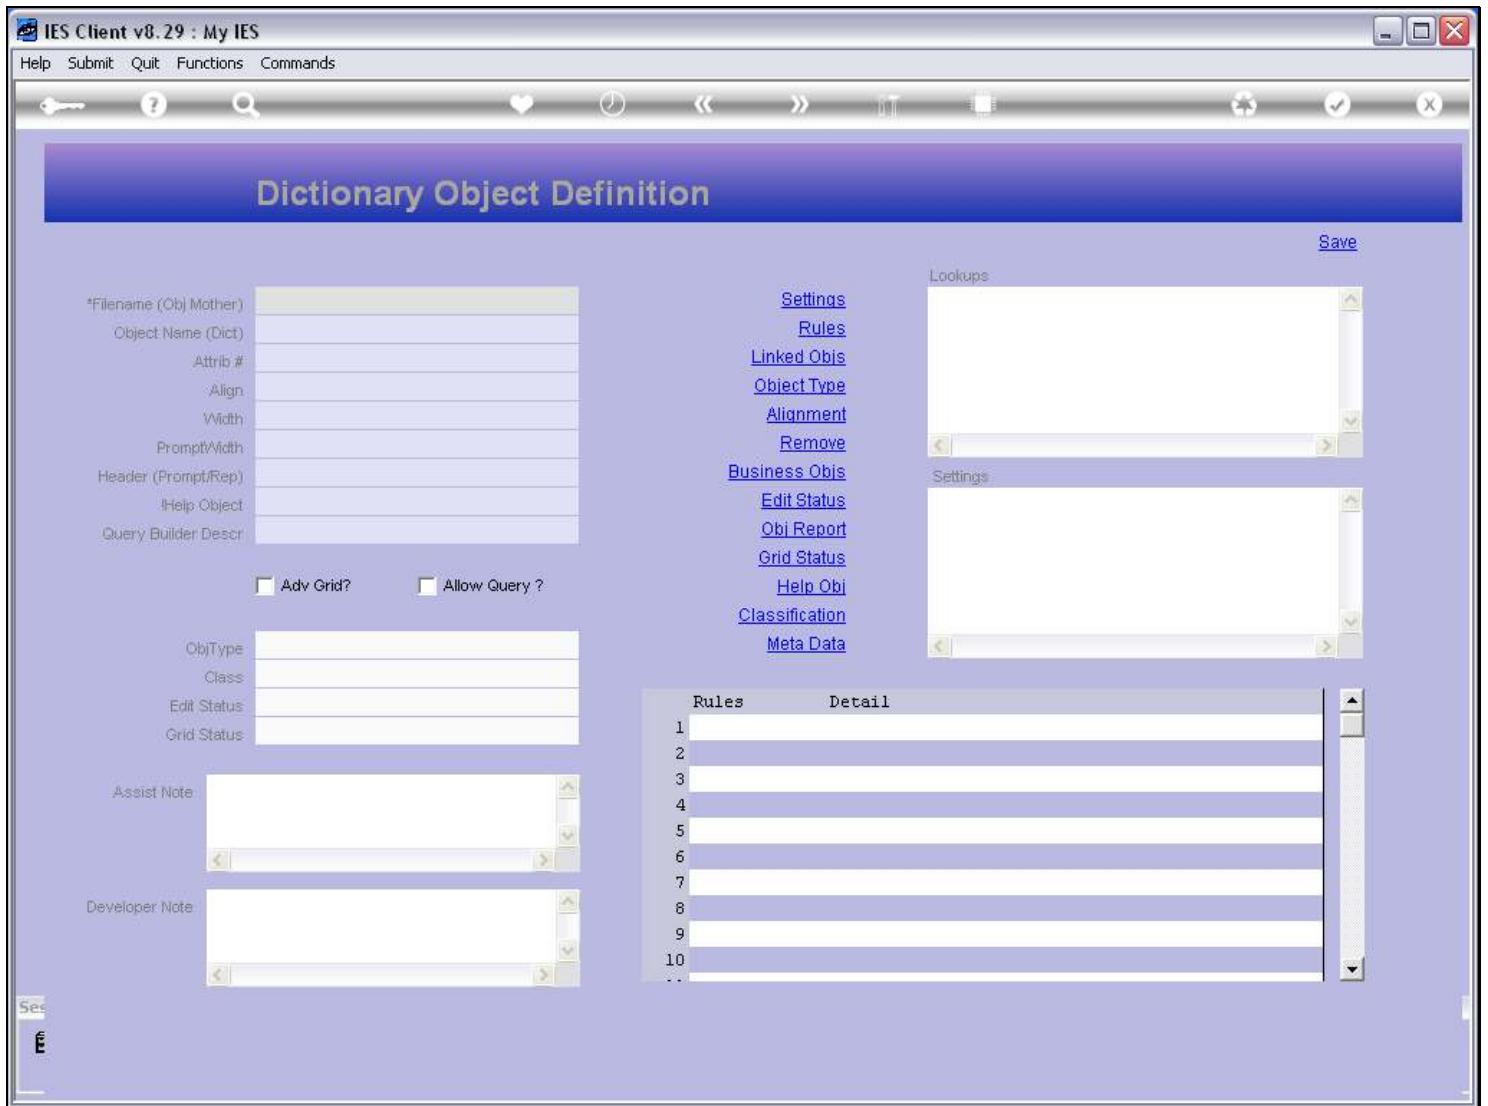 IES Client v8.29 : My IES
Help Submit Quit Functions Commands
Dictionary Object Definition
Save
*Filename (Obj Mother)
Object Name (Dict)
Attrib #
Align
Width
PromptWidth
Header (Prompt/Rep)
!Help Object
Query Builder Descr
Adv Grid?
Allow Query ?
ObjType
Class
Edit Status
Grid Status
Assist Note
Developer Note
Settings
Rules
Linked Objs
Object Type
Alignment
Remove
Business Objs
Edit Status
Obj Report
Grid Status
Help Obj
Classification
Meta Data
Lookups
Settings
Rules Detail
1
2
3
4
5
6
7
8
9
10